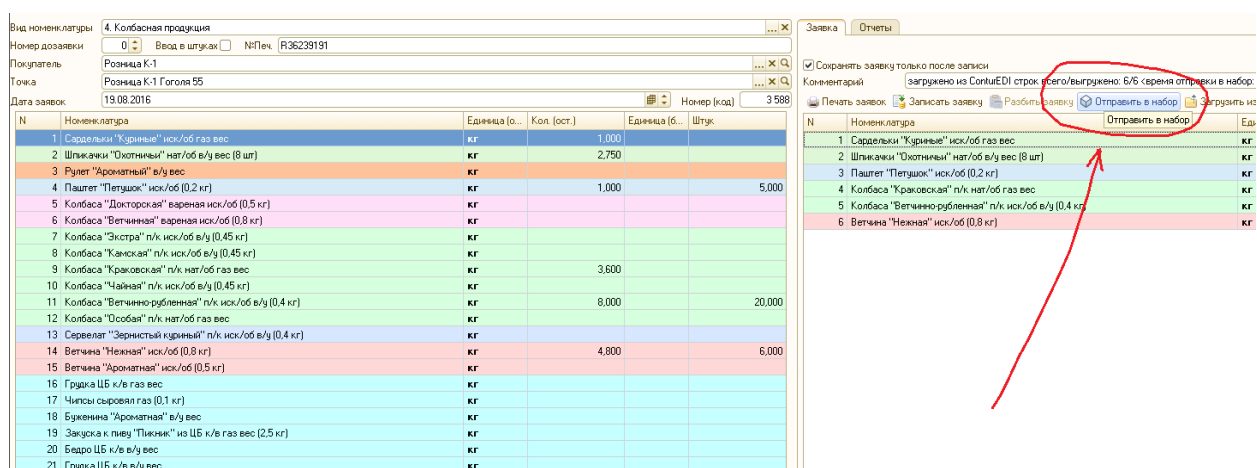 Вид номенклатуры 4. Колбасная продукция
Номер дозаявки 0 Ввод в штуках №Печ. R36239191
Покупатель Розница К-1
Точка Розница К-1 Гоголя 55
Дата заявок 19.08.2016 Номер (код) 3 588
N Номенклатура Единица (о... Кол. (ост.) Единица (б... Штук
1 Сардельки "Куриные" иск/об газ вес кг 1,000
2 Шпикачки "Охотничьи" нат/об в/у вес (8 шт) кг 2,750
3 Рулет "Ароматный" в/у вес кг
4 Паштет "Петушок" иск/об (0,2 кг) кг 1,000 5,000
5 Колбаса "Докторская" вареная иск/об (0,5 кг) кг
6 Колбаса "Ветчинная" вареная иск/об (0,8 кг) кг
7 Колбаса "Экстра" п/к иск/об в/у (0,45 кг) кг
8 Колбаса "Камская" п/к иск/об в/у (0,45 кг) кг
9 Колбаса "Краковская" п/к нат/об газ вес кг 3,600
10 Колбаса "Чайная" п/к иск/об в/у (0,45 кг) кг
11 Колбаса "Ветчинно-рубленная" п/к иск/об в/у (0,4 кг) кг 8,000 20,000
12 Колбаса "Особая" п/к нат/об газ вес кг
13 Сервелат "Зернистый куриный" п/к иск/об в/у (0,4 кг) кг
14 Ветчина "Нежная" иск/об (0,8 кг) кг 4,800 6,000
15 Ветчина "Ароматная" иск/об (0,5 кг) кг
16 Грудка ЦБ к/в газ вес кг
17 Чипсы сыровял газ (0,1 кг) кг
18 Буженина "Ароматная" в/у вес кг
19 Закуска к пиву "Пикник" из ЦБ к/в газ вес (2,5 кг) кг
20 Бедро ЦБ к/в в/у вес кг
21 Грудка ЦБ к/в в/у вес кг
Заявка Отчеты
Сохранять заявку только после записи
Комментарий загружено из ConturEDI строк всего/выгружено: 6/6 <время отправки в набор:
Печать заявок Записать заявку Разбить заявку Отправить в набор Загрузить из
Отправить в набор
N Номенклатура Еди
1 Сардельки "Куриные" иск/об газ вес кг
2 Шпикачки "Охотничьи" нат/об в/у вес (8 шт) кг
3 Паштет "Петушок" иск/об (0,2 кг) кг
4 Колбаса "Краковская" п/к нат/об газ вес кг
5 Колбаса "Ветчинно-рубленная" п/к иск/об в/у (0,4 кг) кг
6 Ветчина "Нежная" иск/об (0,8 кг) кг